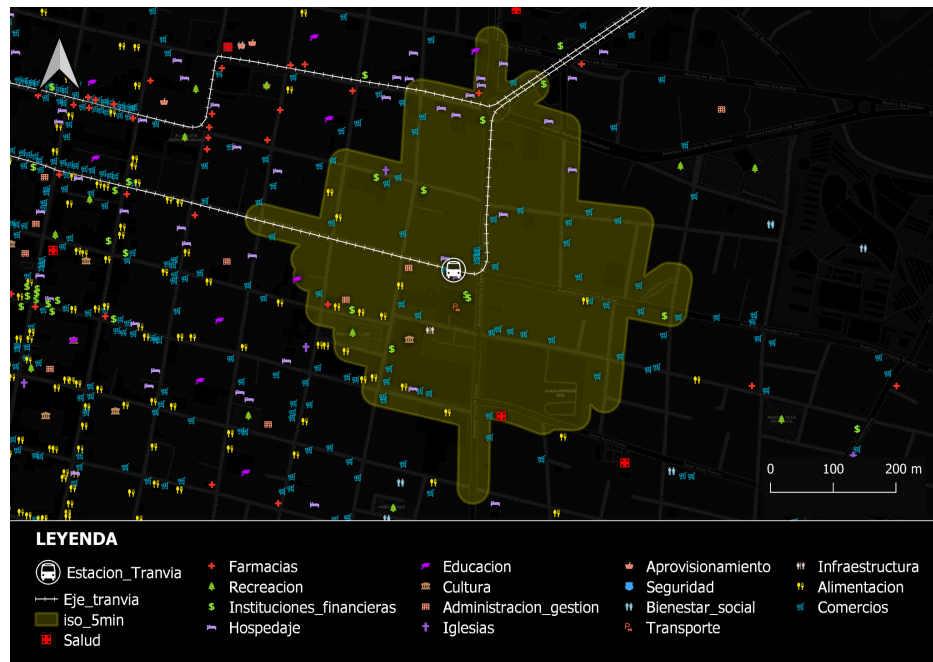 0 100 200 m
LEYENDA
Estacion_Tranvia
Eje_tranvia
iso_5min
Salud
Farmacias
Recreacion
Instituciones_financieras
Hospedaje
Educacion
Cultura
Administracion_gestion
Iglesias
Aprovisionamiento
Seguridad
Bienestar_social
Transporte
Infraestructura
Alimentacion
Comercios